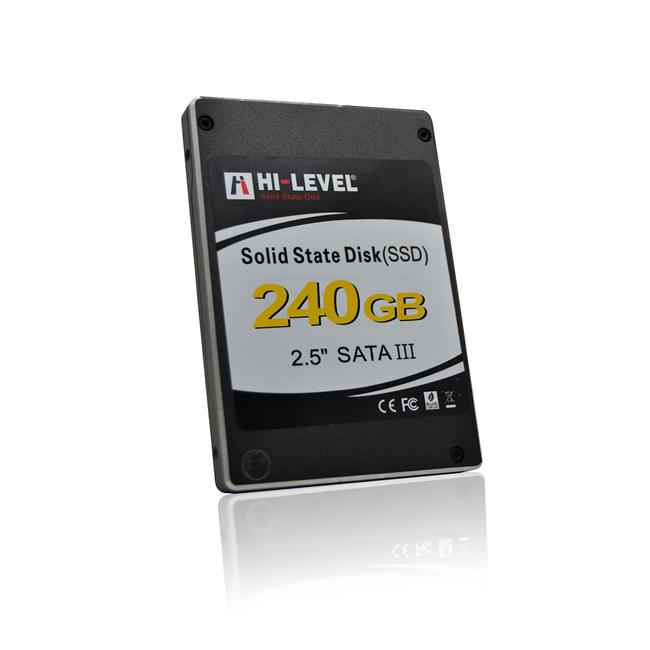 HI-LEVEL®
Solid State Disk
Solid State Disk(SSD)
240GB
2.5" SATA III
CE FC